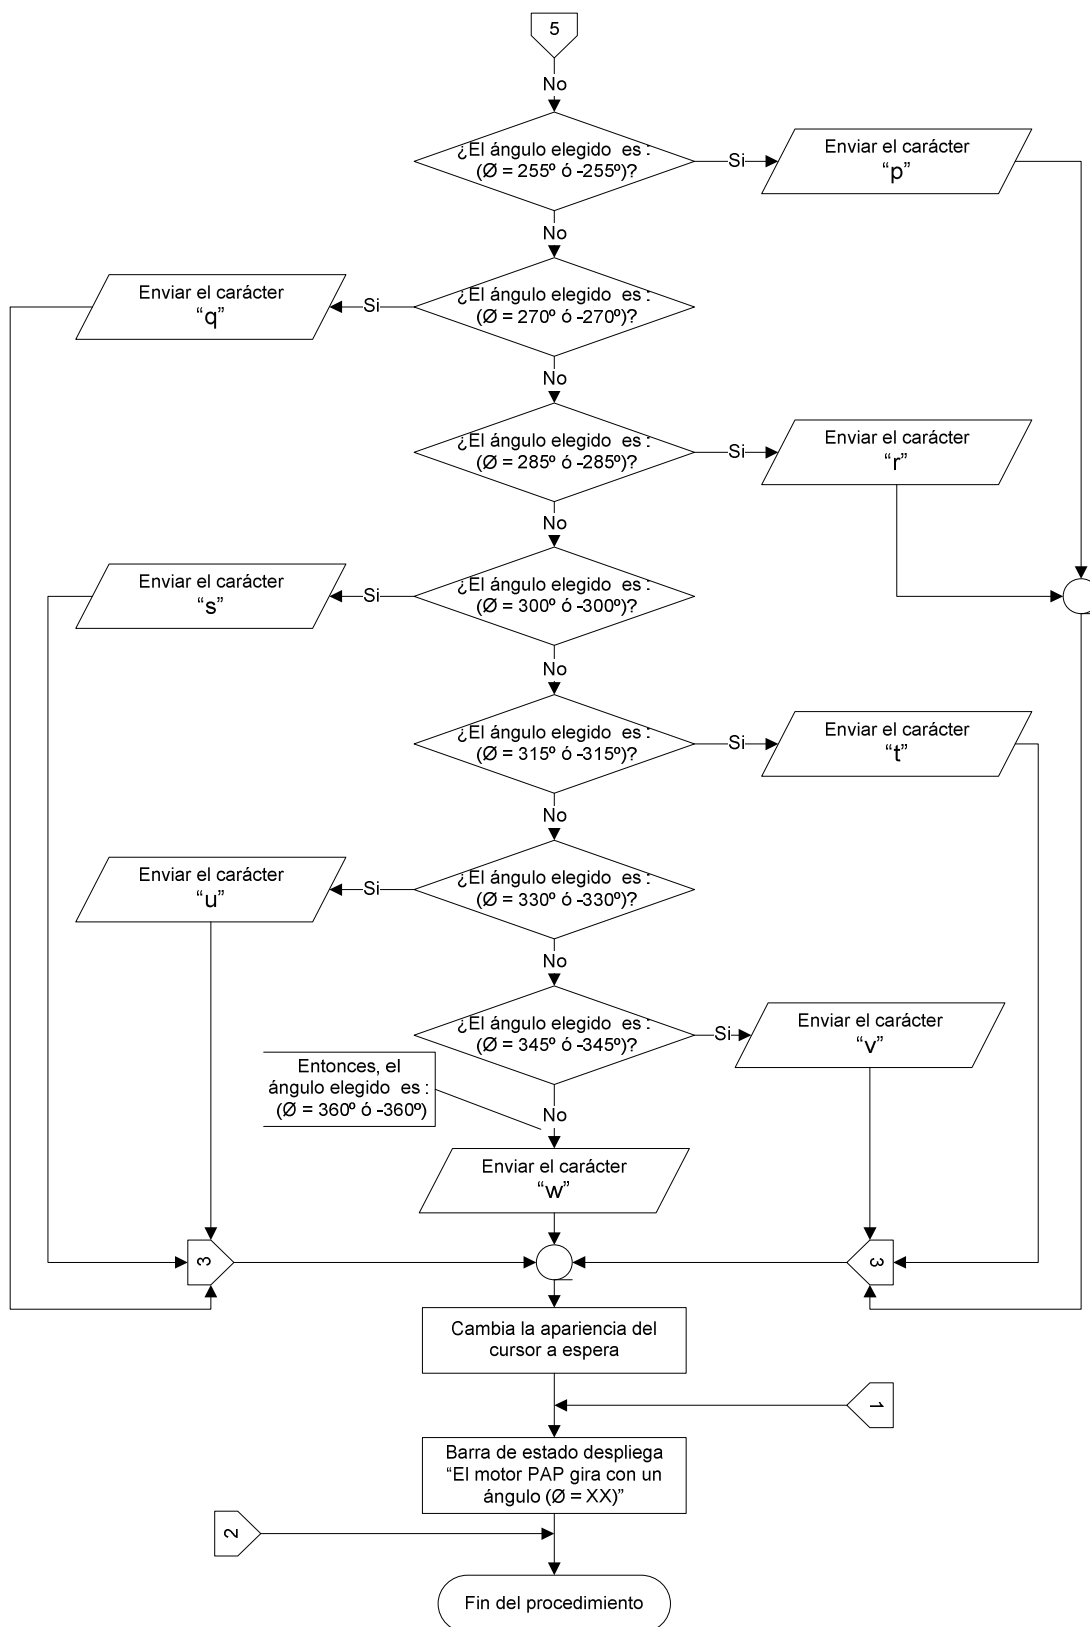 5
No
¿El ángulo elegido es:
(Ø = 255º ó -255º)?
Si
Enviar el carácter
“p”
No
Enviar el carácter
“q”
Si
¿El ángulo elegido es:
(Ø = 270º ó -270º)?
No
¿El ángulo elegido es:
(Ø = 285º ó -285º)?
Si
Enviar el carácter
“r”
No
Enviar el carácter
“s”
Si
¿El ángulo elegido es:
(Ø = 300º ó -300º)?
No
¿El ángulo elegido es:
(Ø = 315º ó -315º)?
Si
Enviar el carácter
“t”
No
Enviar el carácter
“u”
Si
¿El ángulo elegido es:
(Ø = 330º ó -330º)?
No
¿El ángulo elegido es:
(Ø = 345º ó -345º)?
Si
Enviar el carácter
“v”
Entonces, el
ángulo elegido es:
(Ø = 360º ó -360º)
No
Enviar el carácter
“w”
3
3
Cambia la apariencia del
cursor a espera
1
Barra de estado despliega
“El motor PAP gira con un
ángulo (Ø = XX)”
2
Fin del procedimiento